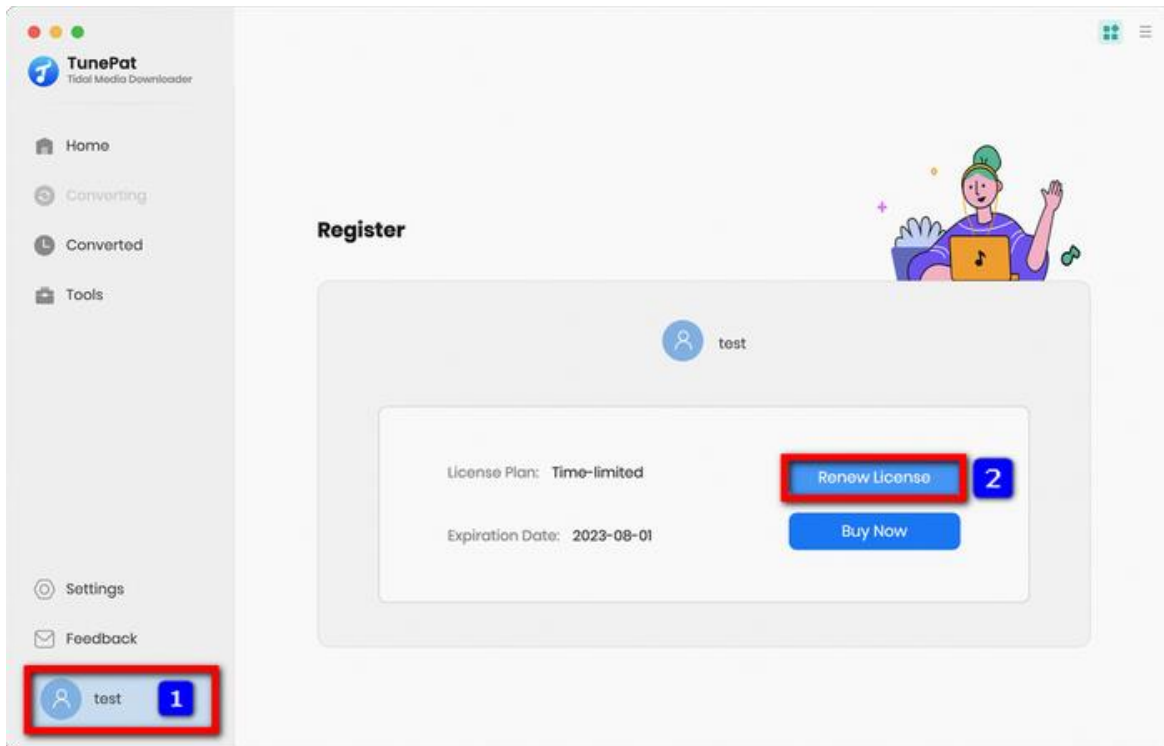 TunePat
Tidal Media Downloader
Home
Converting
Converted
Tools
Settings
Feedback
test
1
Register
test
License Plan: Time-limited
Renew License
2
Expiration Date: 2023-08-01
Buy Now